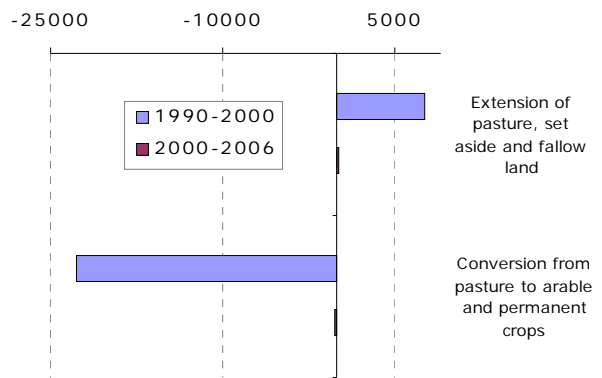 -25000 -10000 5000
1990-2000
2000-2006
Extension of
pasture, set
aside and fallow
land
Conversion from
pasture to arable
and permanent
crops